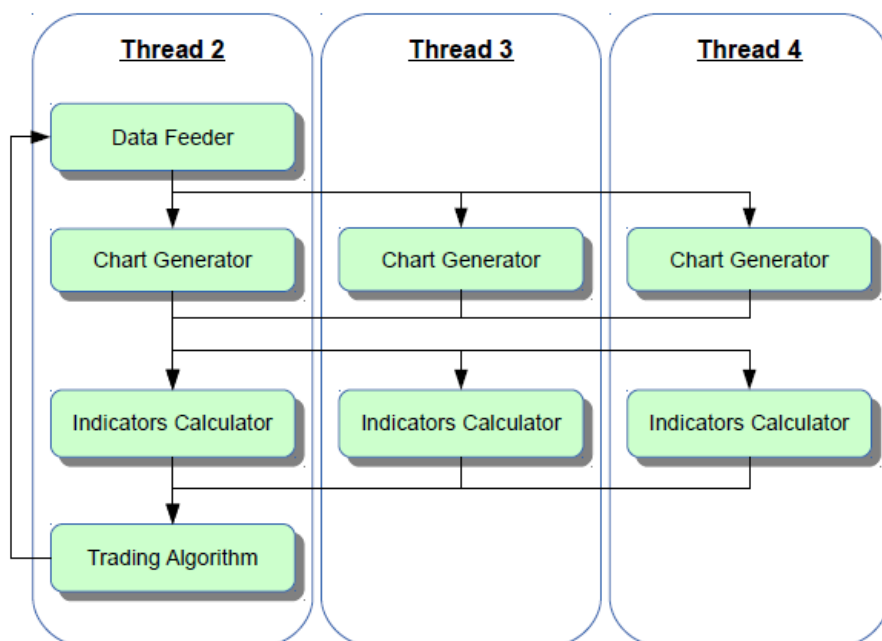 Thread 2
Thread 3
Thread 4
Data Feeder
Chart Generator
Chart Generator
Chart Generator
Indicators Calculator
Indicators Calculator
Indicators Calculator
Trading Algorithm